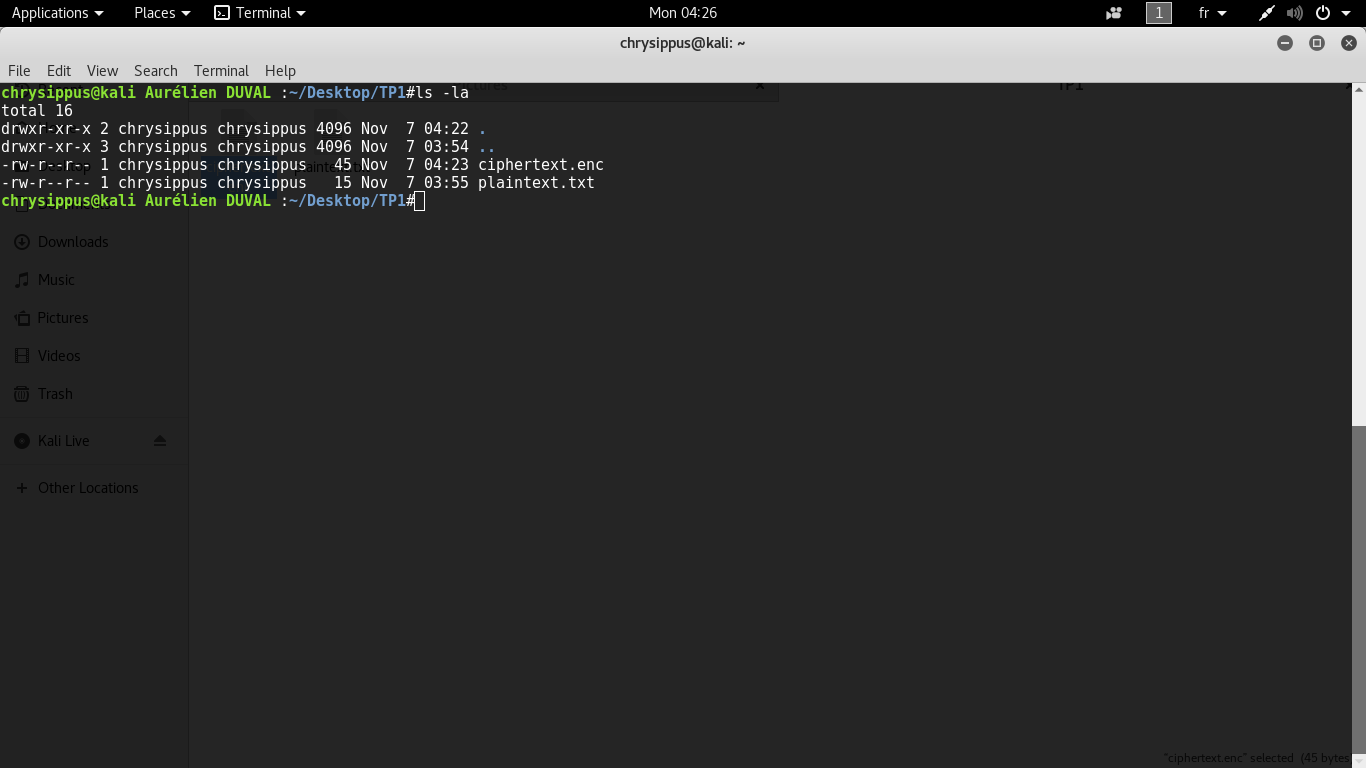 Applications Places Terminal Mon 04:26 1 fr
chrysippus@kali: ~
File Edit View Search Terminal Help
chrysippus@kali Aurélien DUVAL :~/Desktop/TP1#ls -la
total 16
drwxr-xr-x 2 chrysippus chrysippus 4096 Nov  7 04:22 .
drwxr-xr-x 3 chrysippus chrysippus 4096 Nov  7 03:54 ..
-rw-r--r-- 1 chrysippus chrysippus   45 Nov  7 04:23 ciphertext.enc
-rw-r--r-- 1 chrysippus chrysippus   15 Nov  7 03:55 plaintext.txt
chrysippus@kali Aurélien DUVAL :~/Desktop/TP1#
TP1
Downloads
Music
Pictures
Videos
Trash
Kali Live
Other Locations
"ciphertext.enc" selected (45 bytes